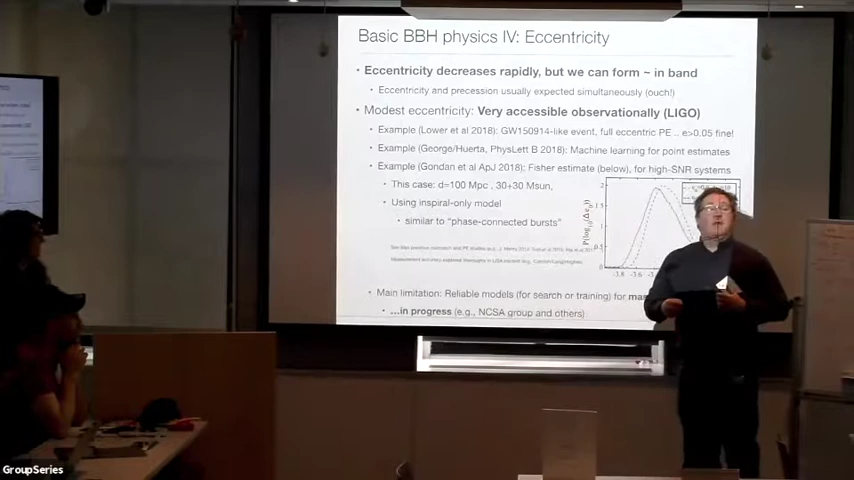 Basic BBH physics IV: Eccentricity
• Eccentricity decreases rapidly, but we can form ~ in band
• Eccentricity and precession usually expected simultaneously (ouch!)
• Modest eccentricity: Very accessible observationally (LIGO)
• Example (Lower et al 2018): GW150914-like event, full eccentric PE .. e>0.05 fine!
• Example (George/Huerta, PhysLett B 2018): Machine learning for point estimates
• Example (Gondan et al ApJ 2018): Fisher estimate (below), for high-SNR systems
• This case: d=100 Mpc, 30+30 Msun,
• Using inspiral-only model
• similar to "phase-connected bursts"
• Main limitation: Reliable models (for search or training) for
• ...in progress (e.g., NCSA group and others)
GroupSeries